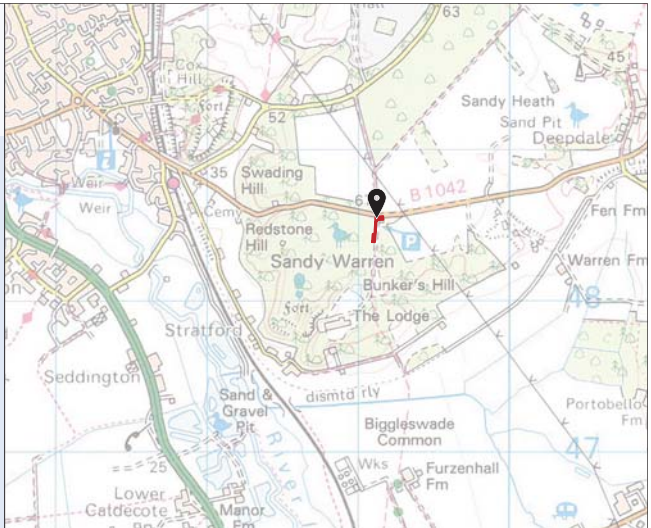 63
Cox
Hill
Fort
52
45
Sandy Heath
Sand Pit
Deepdale
35
Swading
Hill
B 1042
Weir
Weir
Cemy
Redstone
Hill
P
Fen Fm
Sandy Warren
Warren Fm
Bunker's Hill
48
Fort
The Lodge
Stratford
Seddington
dismtd rly
Sand &
Gravel
Pit
Portobello
Fm
Biggleswade
Common
47
River
25
Wks
Furzenhall
Fm
Lower
Caldecote
Manor
Fm